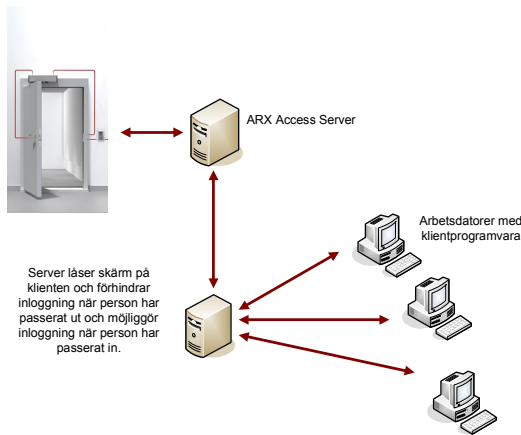 ARX Access Server
Arbetsdatorer med
klientprogramvara
Server låser skärm på
klienten och förhindrar
inloggning när person har
passerat ut och möjliggör
inloggning när person har
passerat in.